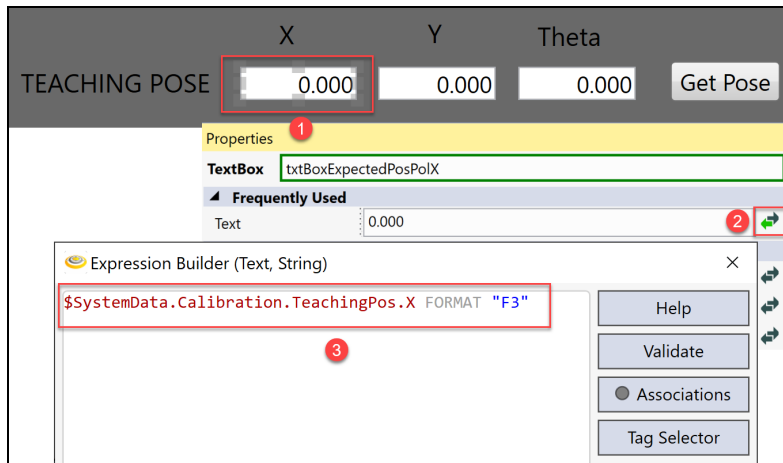 X Y Theta
TEACHING POSE 0.000 0.000 0.000 Get Pose
1
Properties
TextBox txtBoxExpectedPosPolX
Frequently Used
Text 0.000 2
Expression Builder (Text, String)
$SystemData.Calibration.TeachingPos.X FORMAT "F3"
Help
3
Validate
Associations
Tag Selector